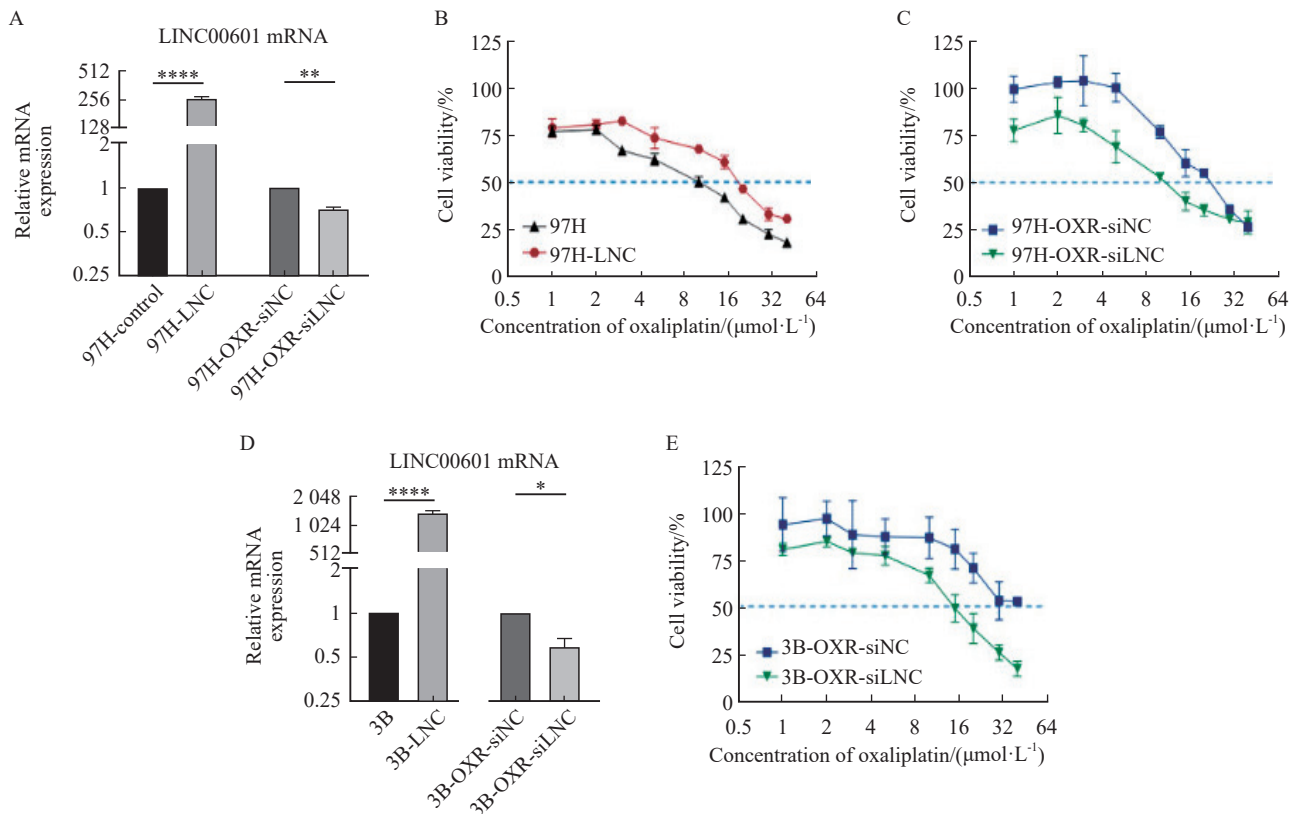 A
LINC00601 mRNA
Relative mRNA
expression
512
256
128
2
1
0.5
0.25
****
**
97H-control
97H-LNC
97H-OXR-siNC
97H-OXR-siLNC
B
Cell viability/%
125
100
75
50
25
0
97H
97H-LNC
0.5 1 2 4 8 16 32 64
Concentration of oxaliplatin/(μmol·L⁻¹)
C
Cell viability/%
125
100
75
50
25
0
97H-OXR-siNC
97H-OXR-siLNC
0.5 1 2 4 8 16 32 64
Concentration of oxaliplatin/(μmol·L⁻¹)
D
LINC00601 mRNA
Relative mRNA
expression
2 048
1 024
512
2
1
0.5
0.25
****
*
3B
3B-LNC
3B-OXR-siNC
3B-OXR-siLNC
E
Cell viability/%
125
100
75
50
25
0
3B-OXR-siNC
3B-OXR-siLNC
0.5 1 2 4 8 16 32 64
Concentration of oxaliplatin/(μmol·L⁻¹)